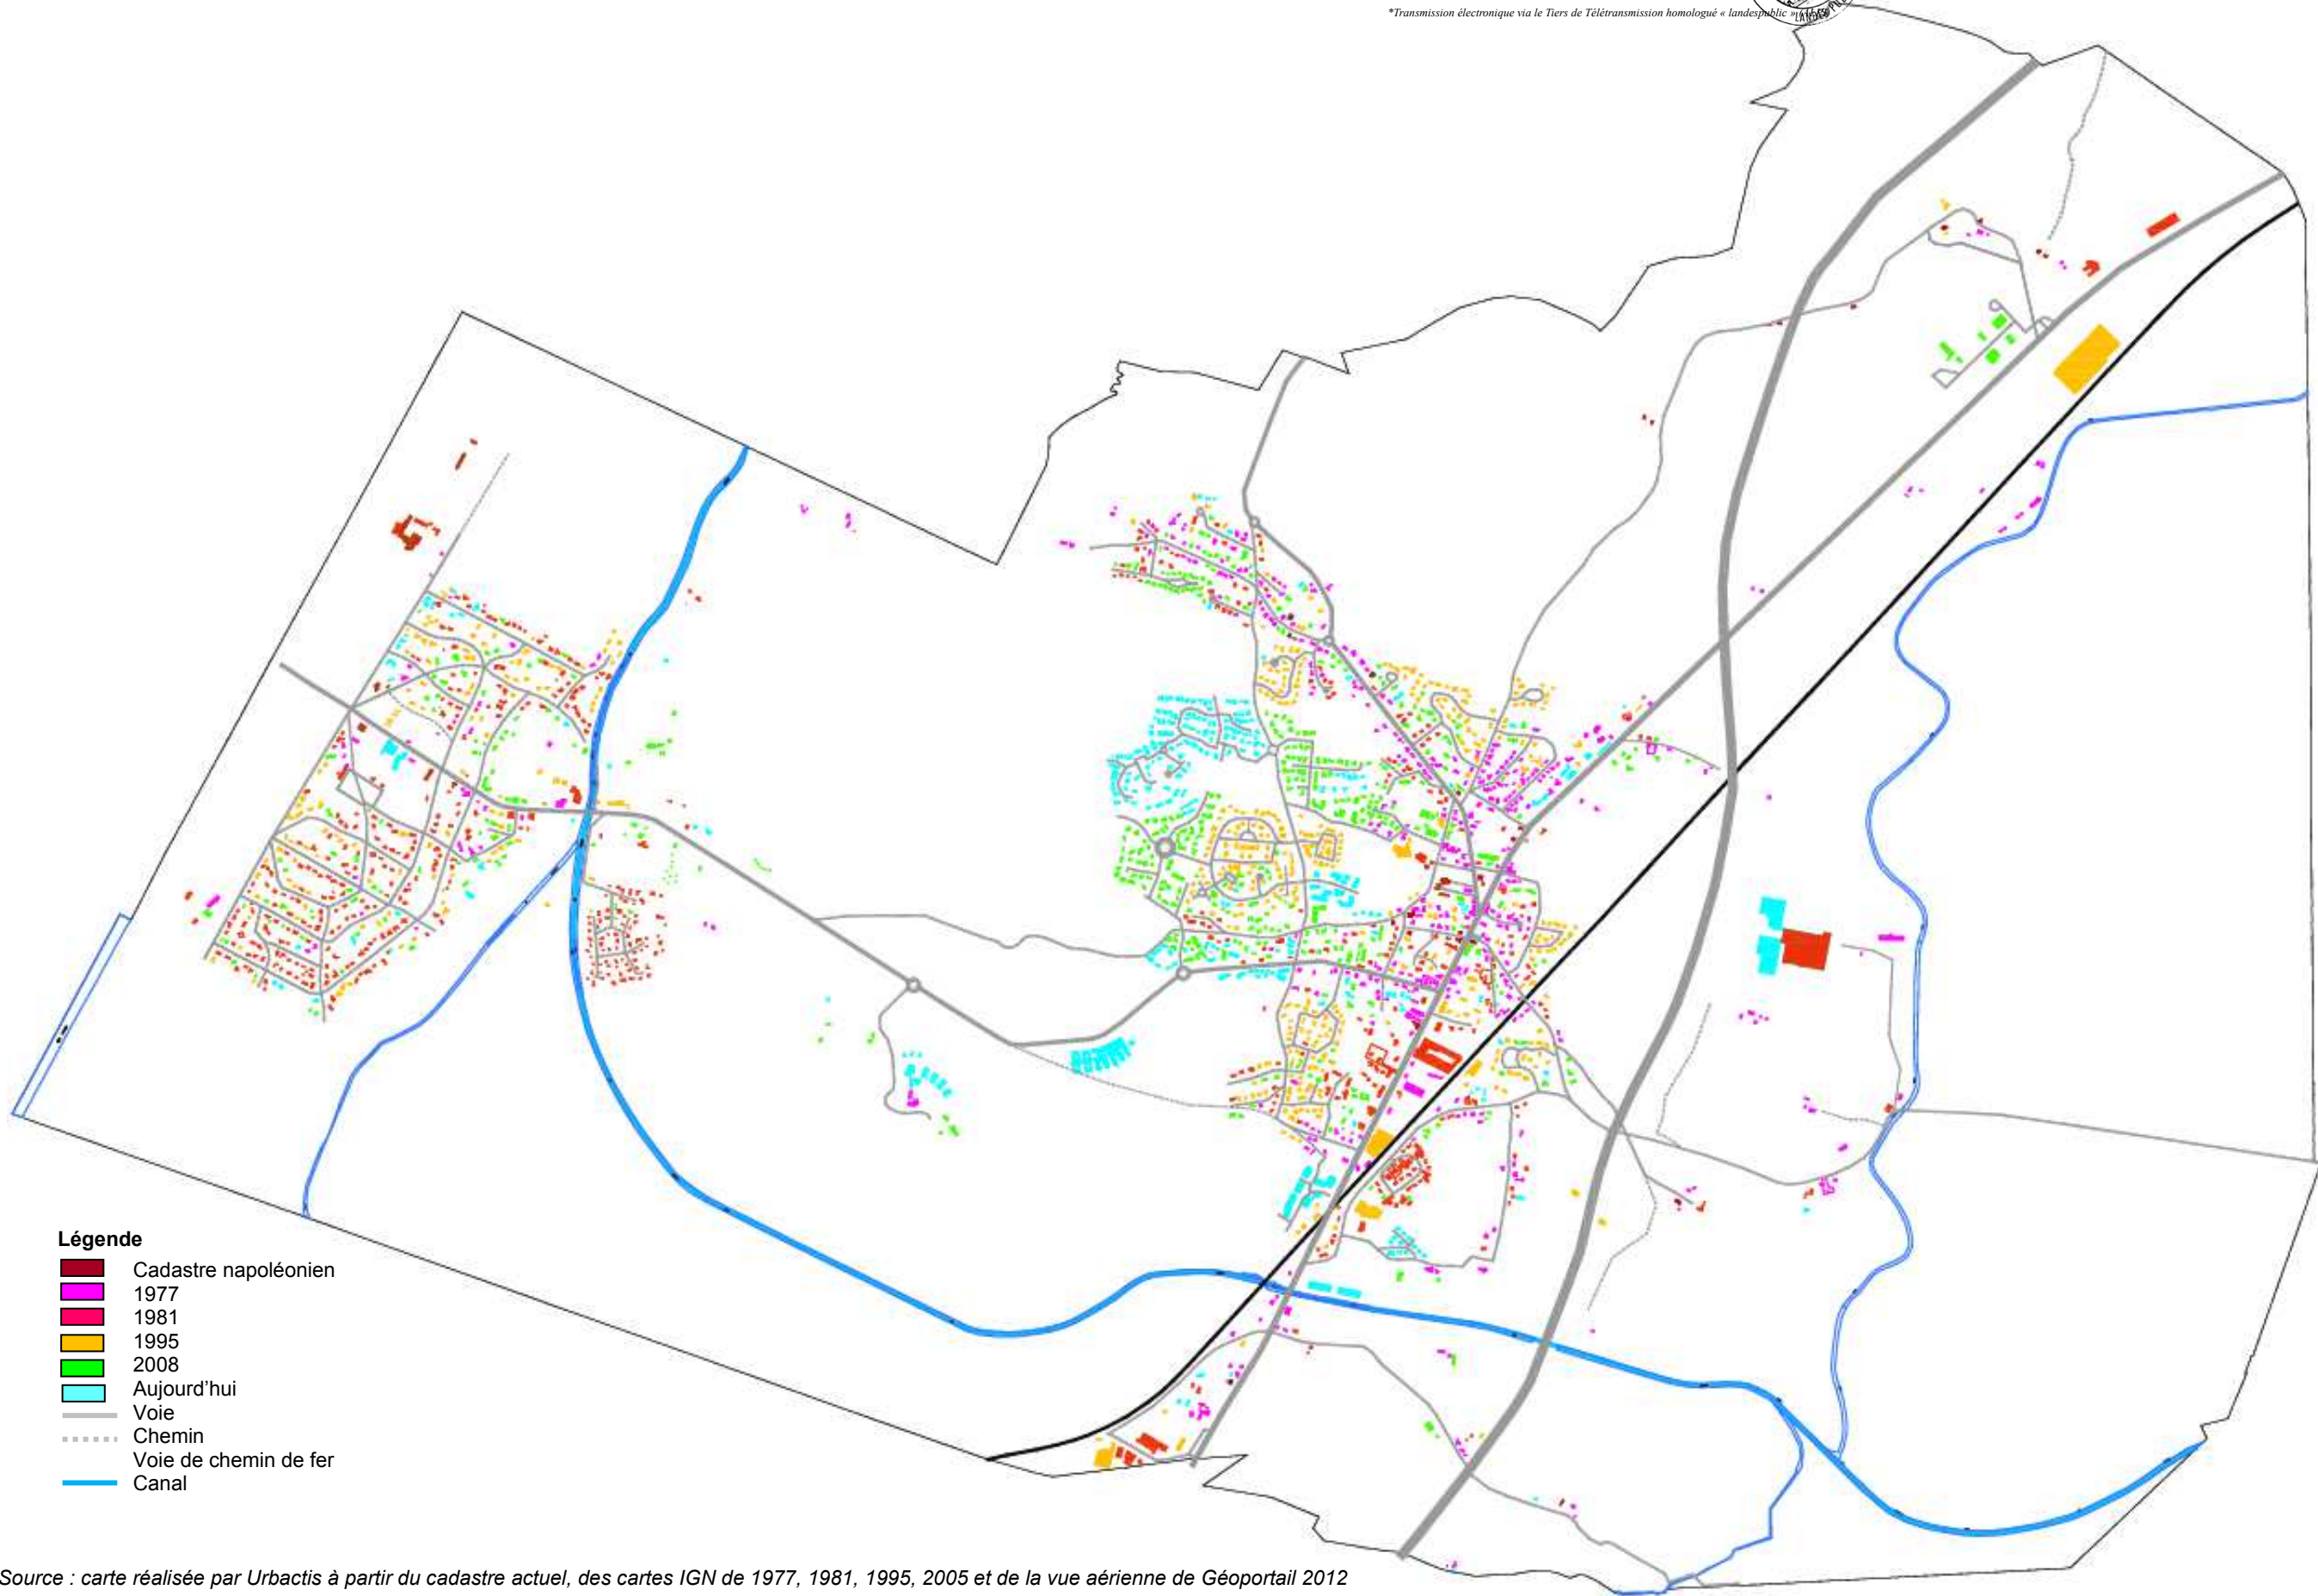 *Transmission électronique via le Tiers de Télétransmission homologué « landespublic »
Légende
Cadastre napoléonien
1977
1981
1995
2008
Aujourd’hui
Voie
Chemin
Voie de chemin de fer
Canal
Source : carte réalisée par Urbactis à partir du cadastre actuel, des cartes IGN de 1977, 1981, 1995, 2005 et de la vue aérienne de Géoportail 2012